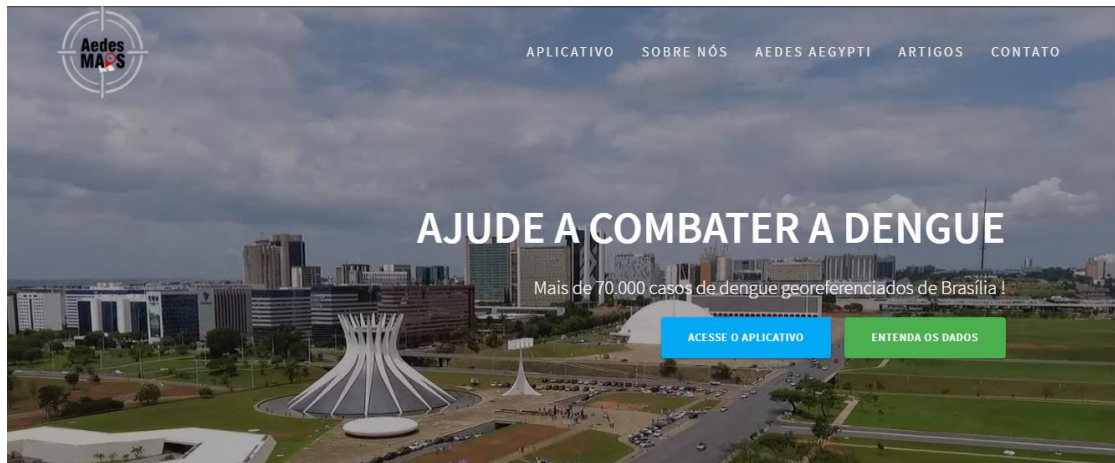 Aedes
MAPS
APLICATIVO SOBRE NÓS AEDES AEGYPTI ARTIGOS CONTATO
AJUDE A COMBATER A DENGUE
Mais de 70.000 casos de dengue georeferenciados de Brasília !
ACESSE O APLICATIVO ENTENDA OS DADOS